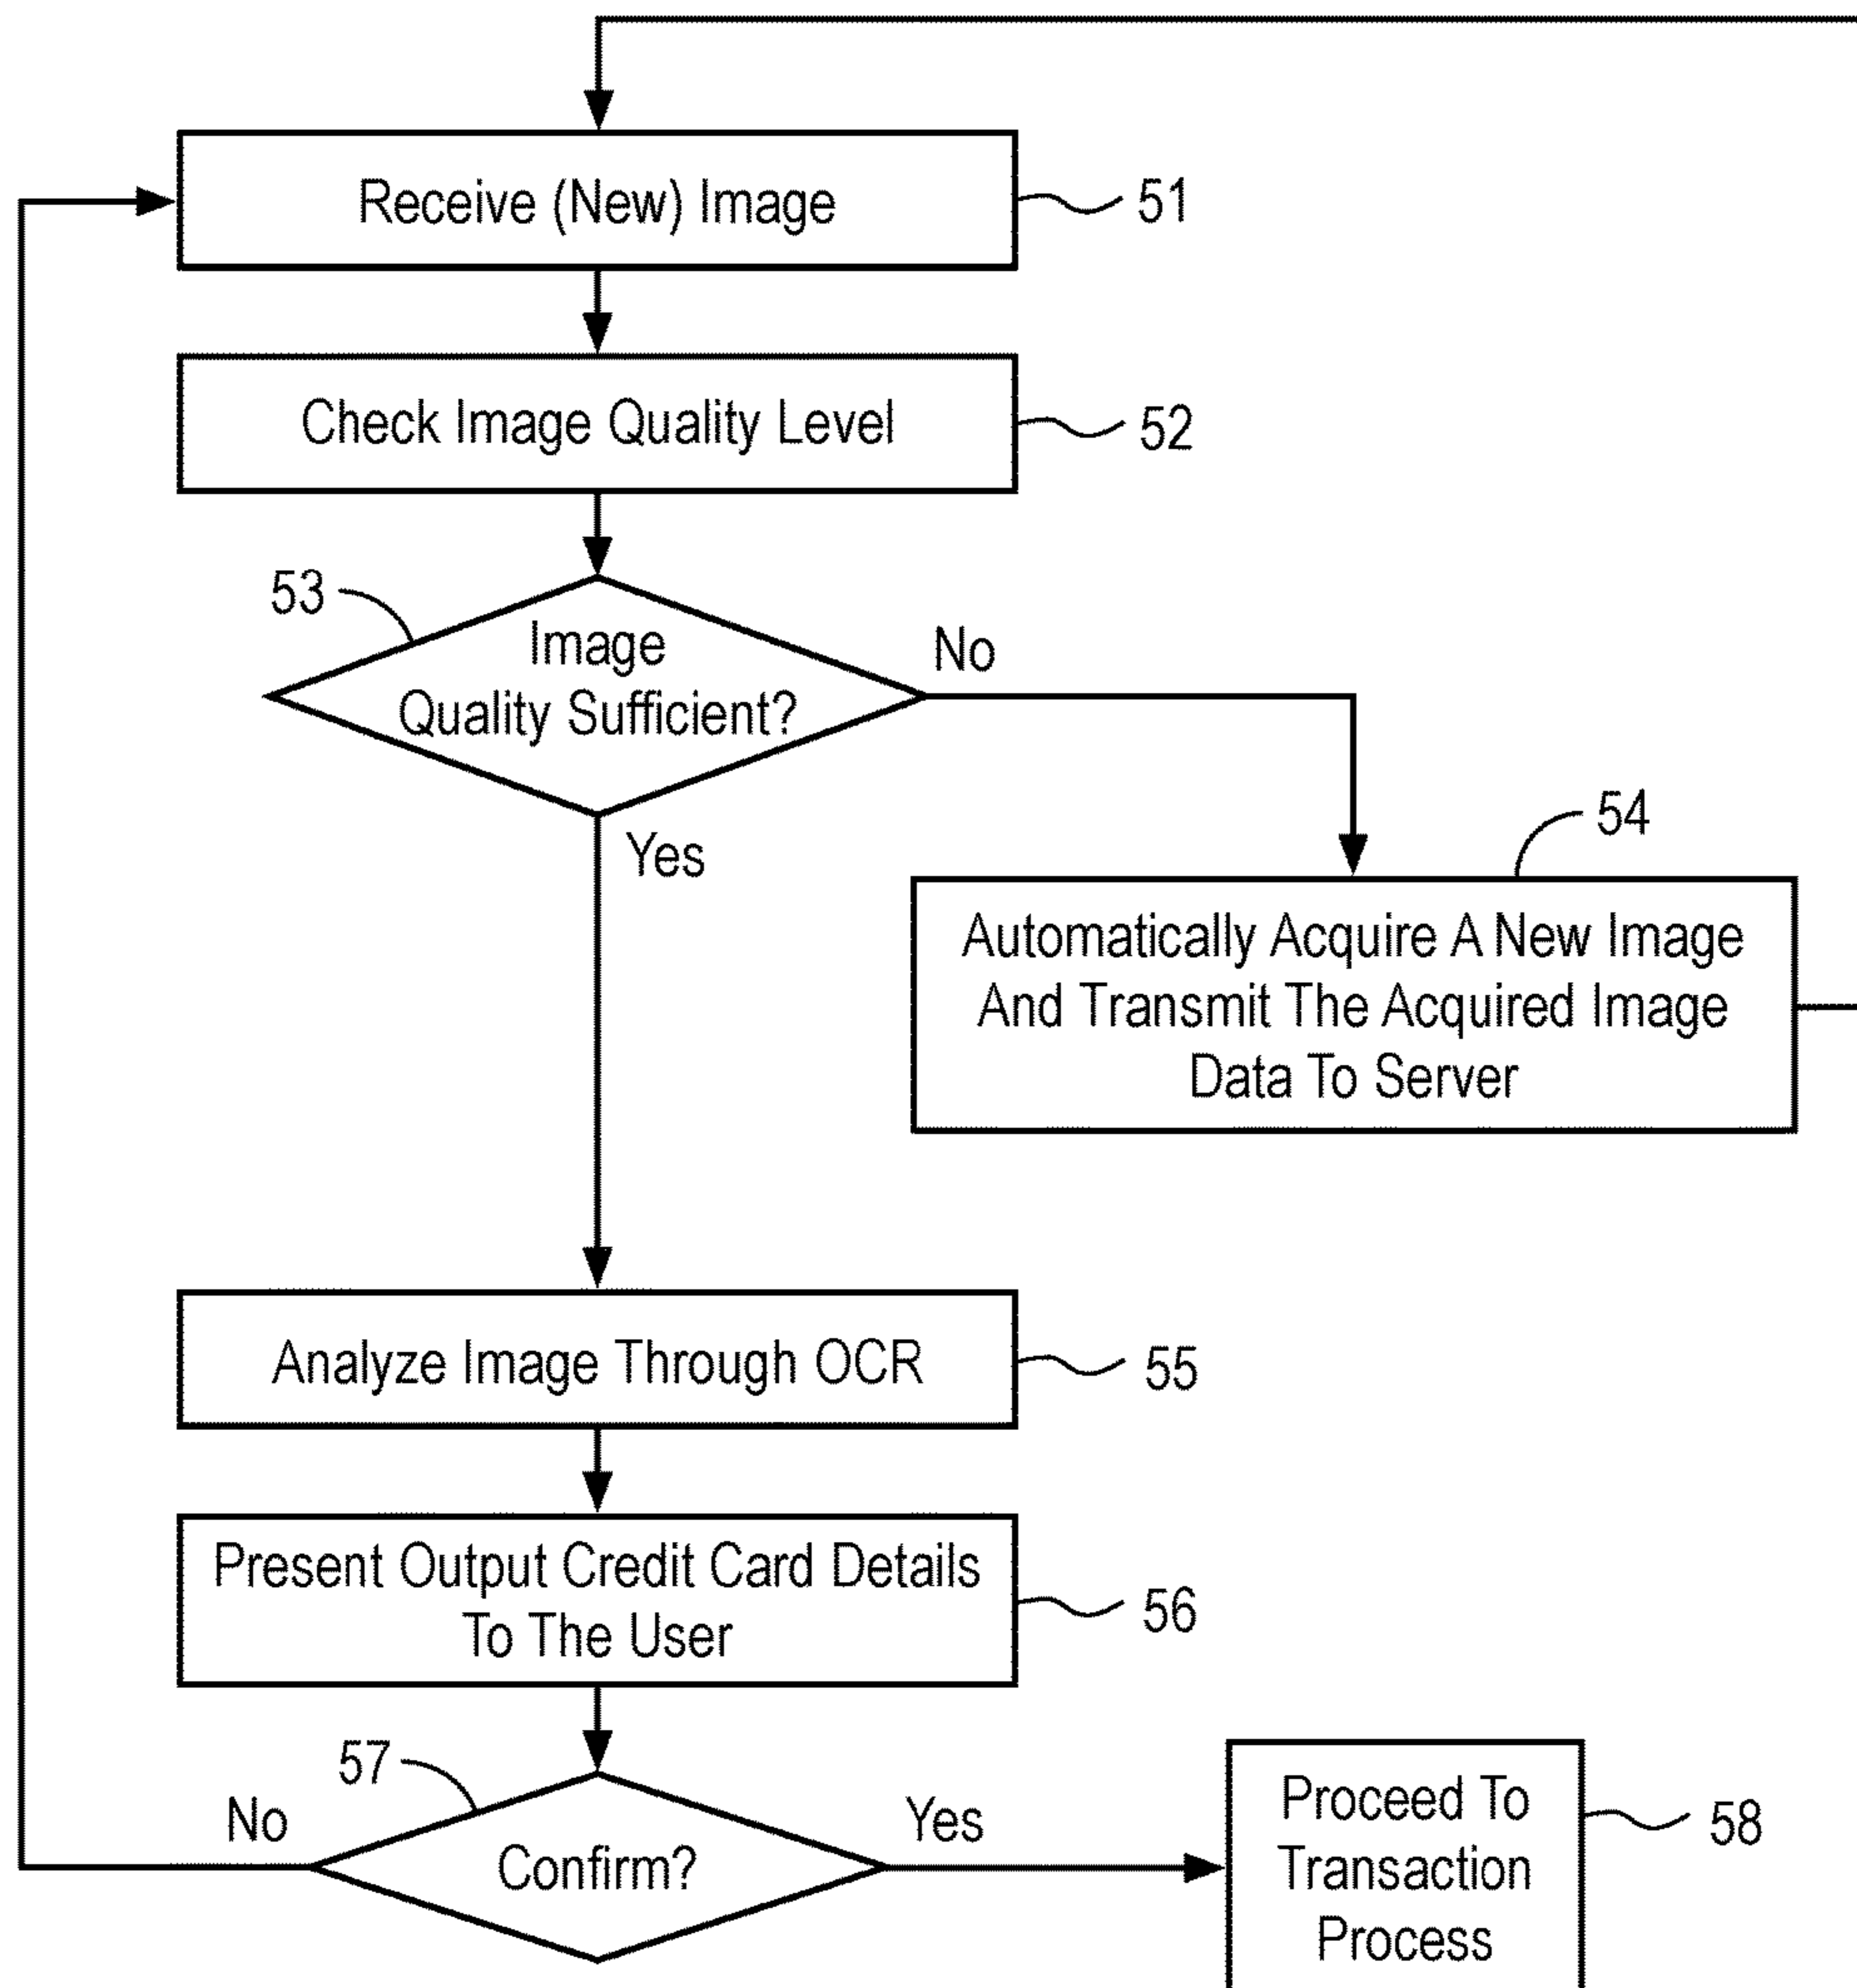 Receive (New) Image
51
Check Image Quality Level
52
53
Image
Quality Sufficient?
No
Yes
54
Automatically Acquire A New Image
And Transmit The Acquired Image
Data To Server
Analyze Image Through OCR
55
Present Output Credit Card Details
To The User
56
57
No
Confirm?
Yes
Proceed To
Transaction
Process
58